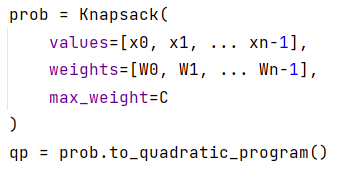 prob = Knapsack(
    values=[x0, x1, ... xn-1],
    weights=[W0, W1, ... Wn-1],
    max_weight=C
)
qp = prob.to_quadratic_program()